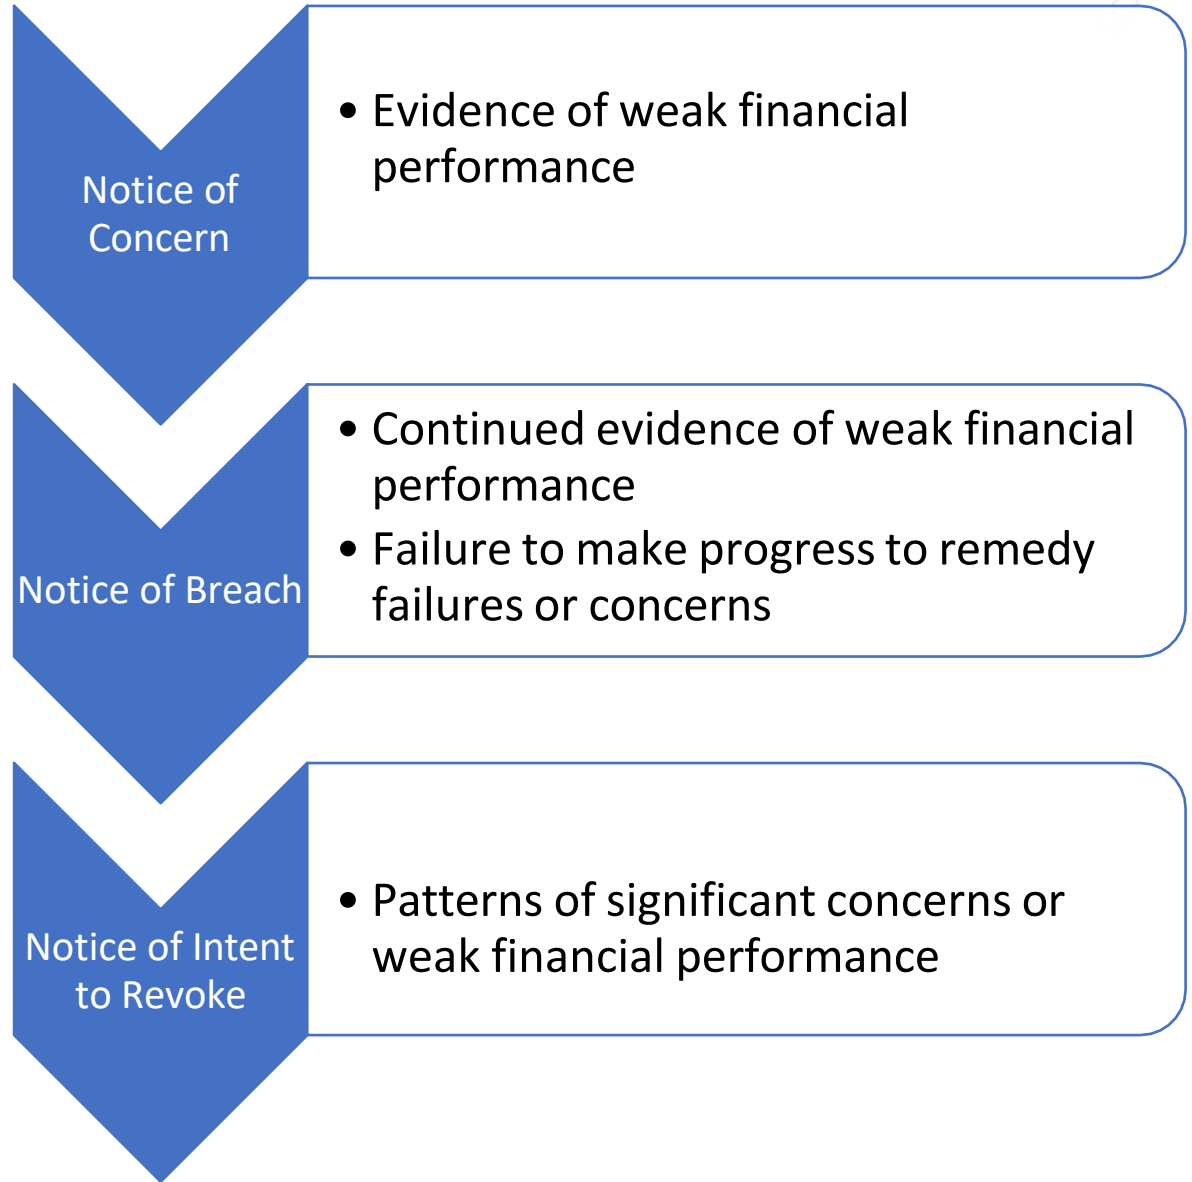 Notice of
Concern
• Evidence of weak financial
performance
Notice of Breach
• Continued evidence of weak financial
performance
• Failure to make progress to remedy
failures or concerns
Notice of Intent
to Revoke
• Patterns of significant concerns or
weak financial performance